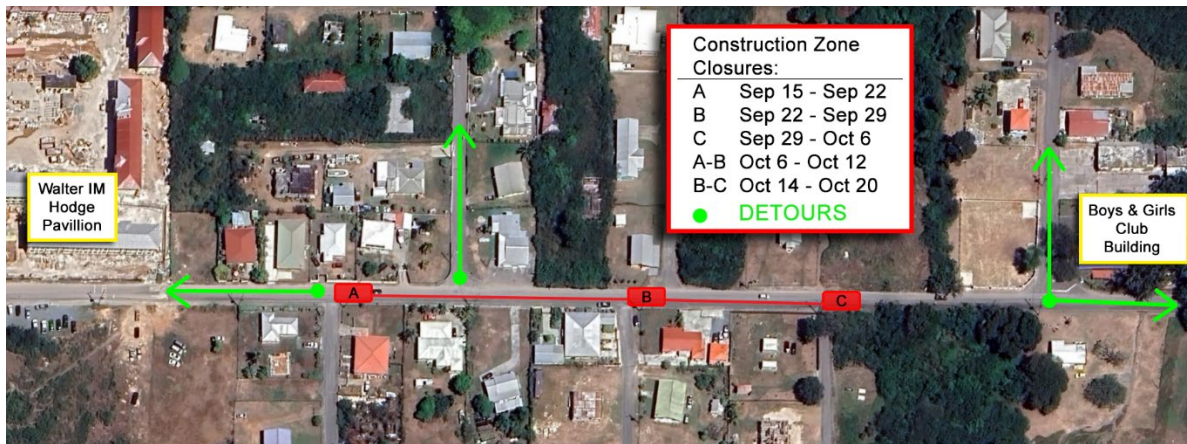 Construction Zone
Closures:
A Sep 15 - Sep 22
B Sep 22 - Sep 29
C Sep 29 - Oct 6
A-B Oct 6 - Oct 12
B-C Oct 14 - Oct 20
DETOURS
Walter IM
Hodge
Pavillion
Boys & Girls
Club
Building
A
B
C